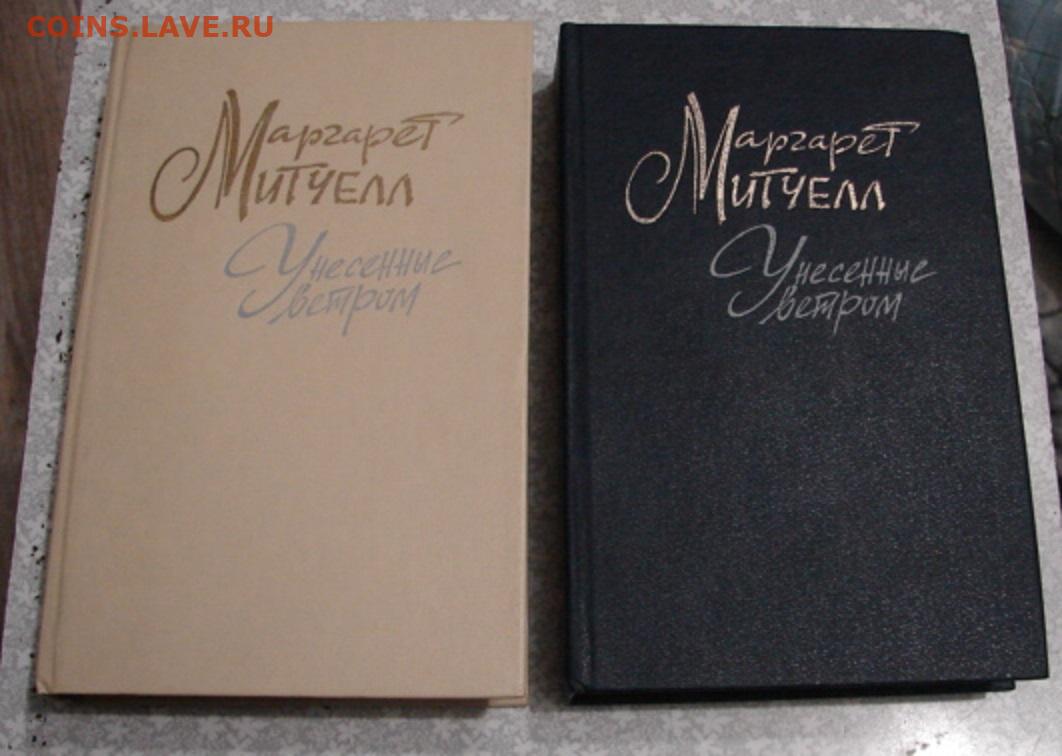 COINS.LAVE.RU
Маргарет
Митчелл
Унесенные
ветром
Маргарет
Митчелл
Унесенные
ветром